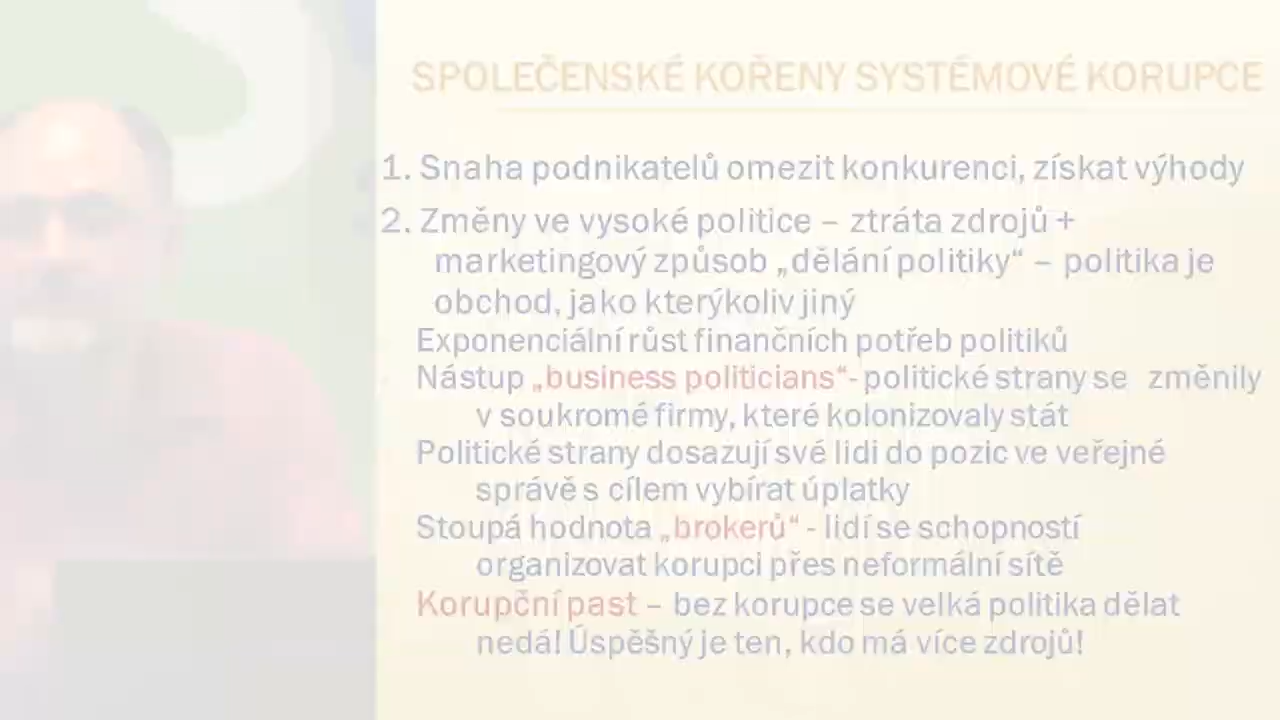 SPOLEČENSKÉ KOŘENY SYSTÉMOVÉ KORUPCE
1. Snaha podnikatelů omezit konkurenci, získat výhody
2. Změny ve vysoké politice – ztráta zdrojů +
marketingový způsob „dělání politiky“ – politika je
obchod, jako kterýkoliv jiný
Exponenciální růst finančních potřeb politiků
Nástup „business politicians“- politické strany se změnily
v soukromé firmy, které kolonizovaly stát
Politické strany dosazují své lidi do pozic ve veřejné
správě s cílem vybírat úplatky
Stoupá hodnota „brokerů“ - lidí se schopností
organizovat korupci přes neformální sítě
Korupční past – bez korupce se velká politika dělat
nedá! Úspěšný je ten, kdo má více zdrojů!